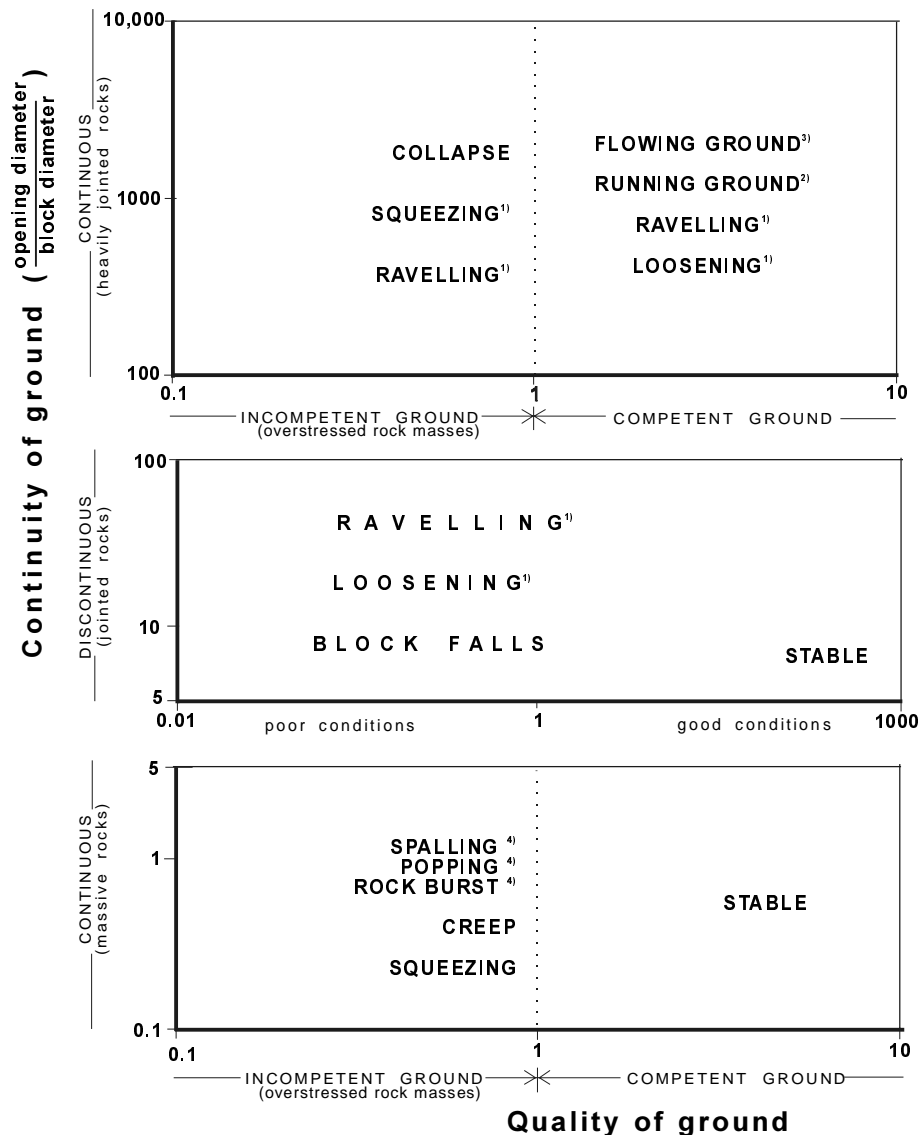 Continuity of ground ( opening diameter / block diameter )
CONTINUOUS
(heavily jointed rocks)
10,000
1000
100
COLLAPSE
SQUEEZING1)
RAVELLING1)
FLOWING GROUND3)
RUNNING GROUND2)
RAVELLING1)
LOOSENING1)
0.1 1 10
INCOMPETENT GROUND COMPETENT GROUND
(overstressed rock masses)
DISCONTINUOUS
(jointed rocks)
100
10
5
RAVELLING1)
LOOSENING1)
BLOCK FALLS
STABLE
0.01 1 1000
poor conditions good conditions
CONTINUOUS
(massive rocks)
5
1
0.1
SPALLING 4)
POPPING 4)
ROCK BURST 4)
CREEP
SQUEEZING
STABLE
0.1 1 10
INCOMPETENT GROUND COMPETENT GROUND
(overstressed rock masses)
Quality of ground